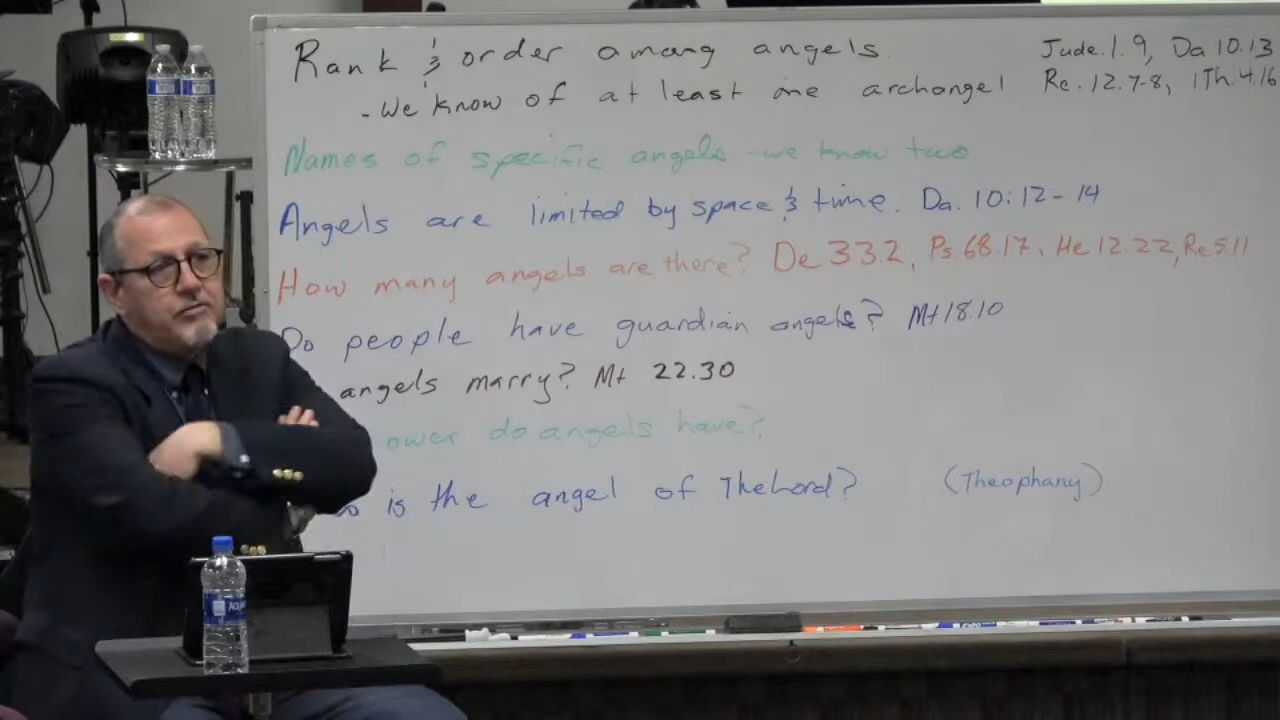 Rank & order among angels. Jude.1.9, Da 10.13
- We know of at least one archangel Re. 12.7-8, 1Th.4.16
Names of specific angels - we know two.
Angels are limited by space & time. Da. 10:12-14
How many angels are there? De 33.2, Ps.68.17, He 12.22, Re 5.11
Do people have guardian angels? Mt 18.10
angels marry? Mt 22.30
ower do angels have?
o is the angel of The Lord? (Theophany)